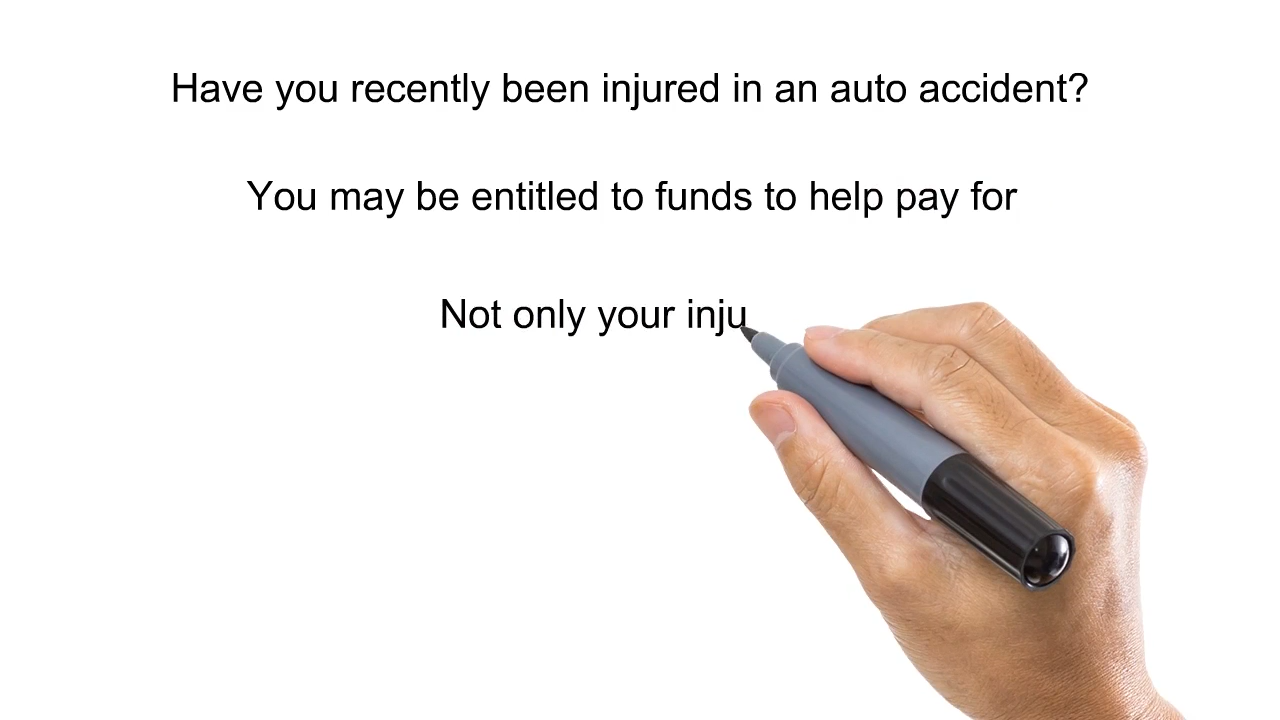 Have you recently been injured in an auto accident?
You may be entitled to funds to help pay for
Not only your inju